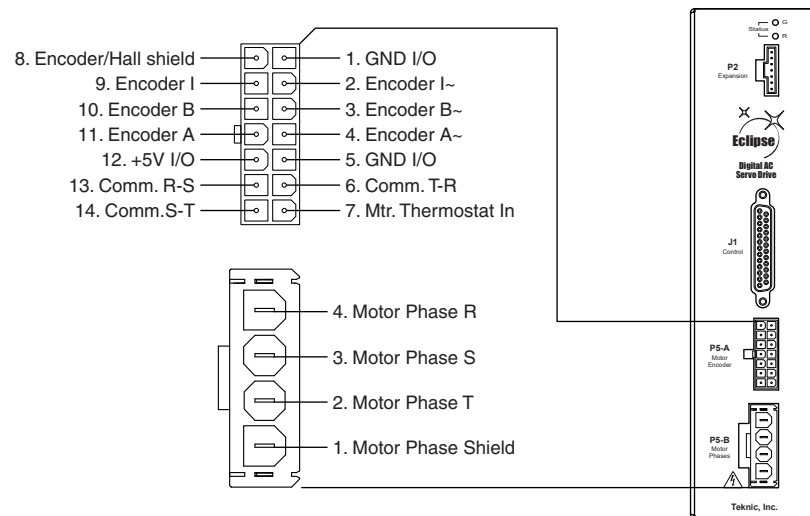 8. Encoder/Hall shield
9. Encoder I
10. Encoder B
11. Encoder A
12. +5V I/O
13. Comm. R-S
14. Comm.S-T
1. GND I/O
2. Encoder I~
3. Encoder B~
4. Encoder A~
5. GND I/O
6. Comm. T-R
7. Mtr. Thermostat In
4. Motor Phase R
3. Motor Phase S
2. Motor Phase T
1. Motor Phase Shield
Status
G
R
P2
Expansion
Eclipse
Digital AC
Servo Drive
J1
Control
P5-A
Motor
Encoder
P5-B
Motor
Phases
Teknic, Inc.